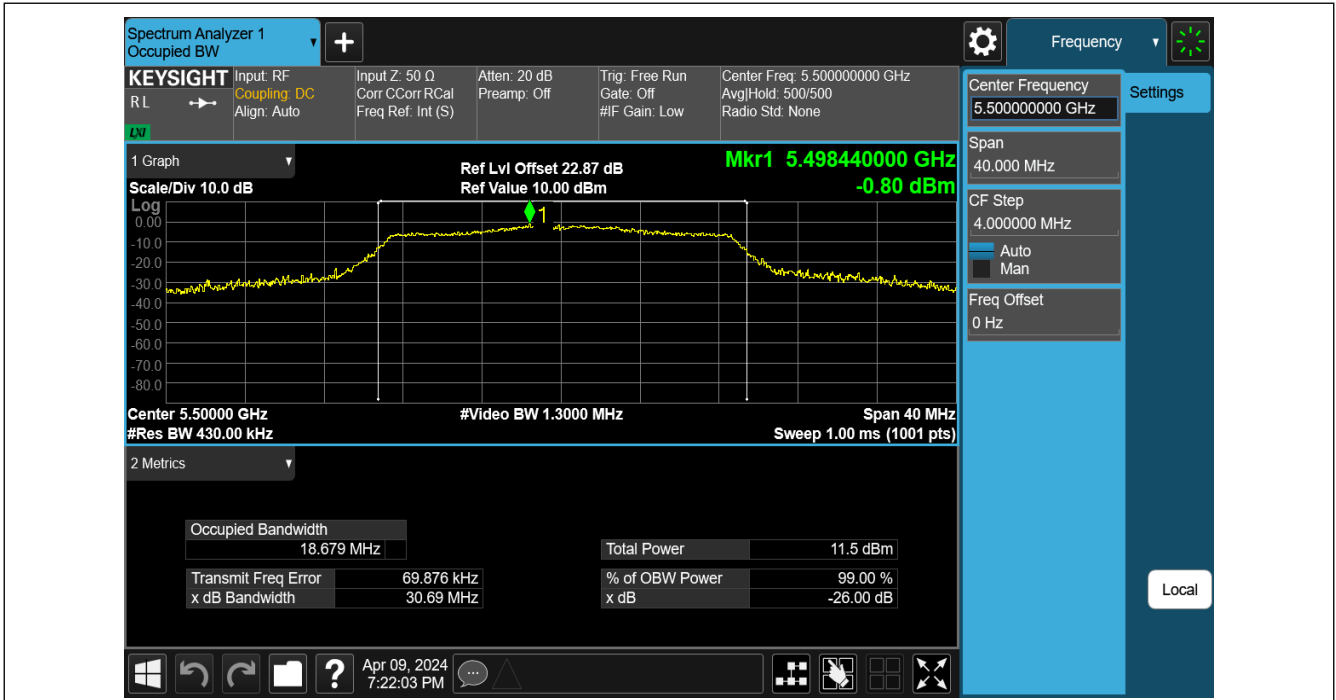 Spectrum Analyzer 1
Occupied BW
+
Frequency
KEYSIGHT
RL
LXI
Input: RF
Coupling: DC
Align: Auto
Input Z: 50 Ω
Corr CCorr RCal
Freq Ref: Int (S)
Atten: 20 dB
Preamp: Off
Trig: Free Run
Gate: Off
#IF Gain: Low
Center Freq: 5.500000000 GHz
Avg|Hold: 500/500
Radio Std: None
Center Frequency
5.500000000 GHz
Settings
Span
40.000 MHz
CF Step
4.000000 MHz
Auto
Man
Freq Offset
0 Hz
1 Graph
Ref Lvl Offset 22.87 dB
Mkr1 5.498440000 GHz
Scale/Div 10.0 dB
Ref Value 10.00 dBm
-0.80 dBm
Log
1
0.00
-10.0
-20.0
-30.0
-40.0
-50.0
-60.0
-70.0
-80.0
Center 5.50000 GHz
#Video BW 1.3000 MHz
Span 40 MHz
#Res BW 430.00 kHz
Sweep 1.00 ms (1001 pts)
2 Metrics
Occupied Bandwidth
18.679 MHz
Total Power 11.5 dBm
Transmit Freq Error 69.876 kHz
% of OBW Power 99.00 %
x dB Bandwidth 30.69 MHz
x dB -26.00 dB
Local
?
Apr 09, 2024
7:22:03 PM